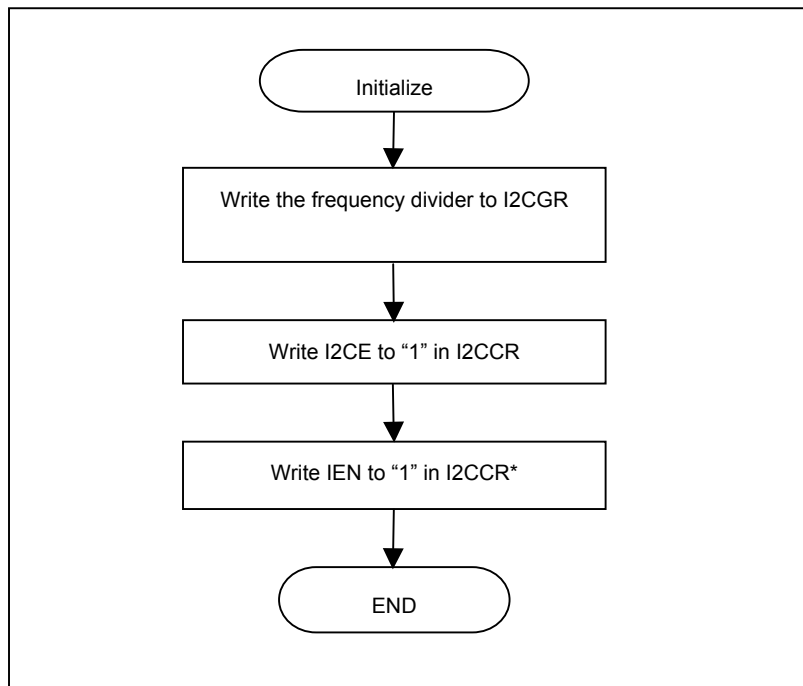 Initialize
Write the frequency divider to I2CGR
Write I2CE to “1” in I2CCR
Write IEN to “1” in I2CCR*
END